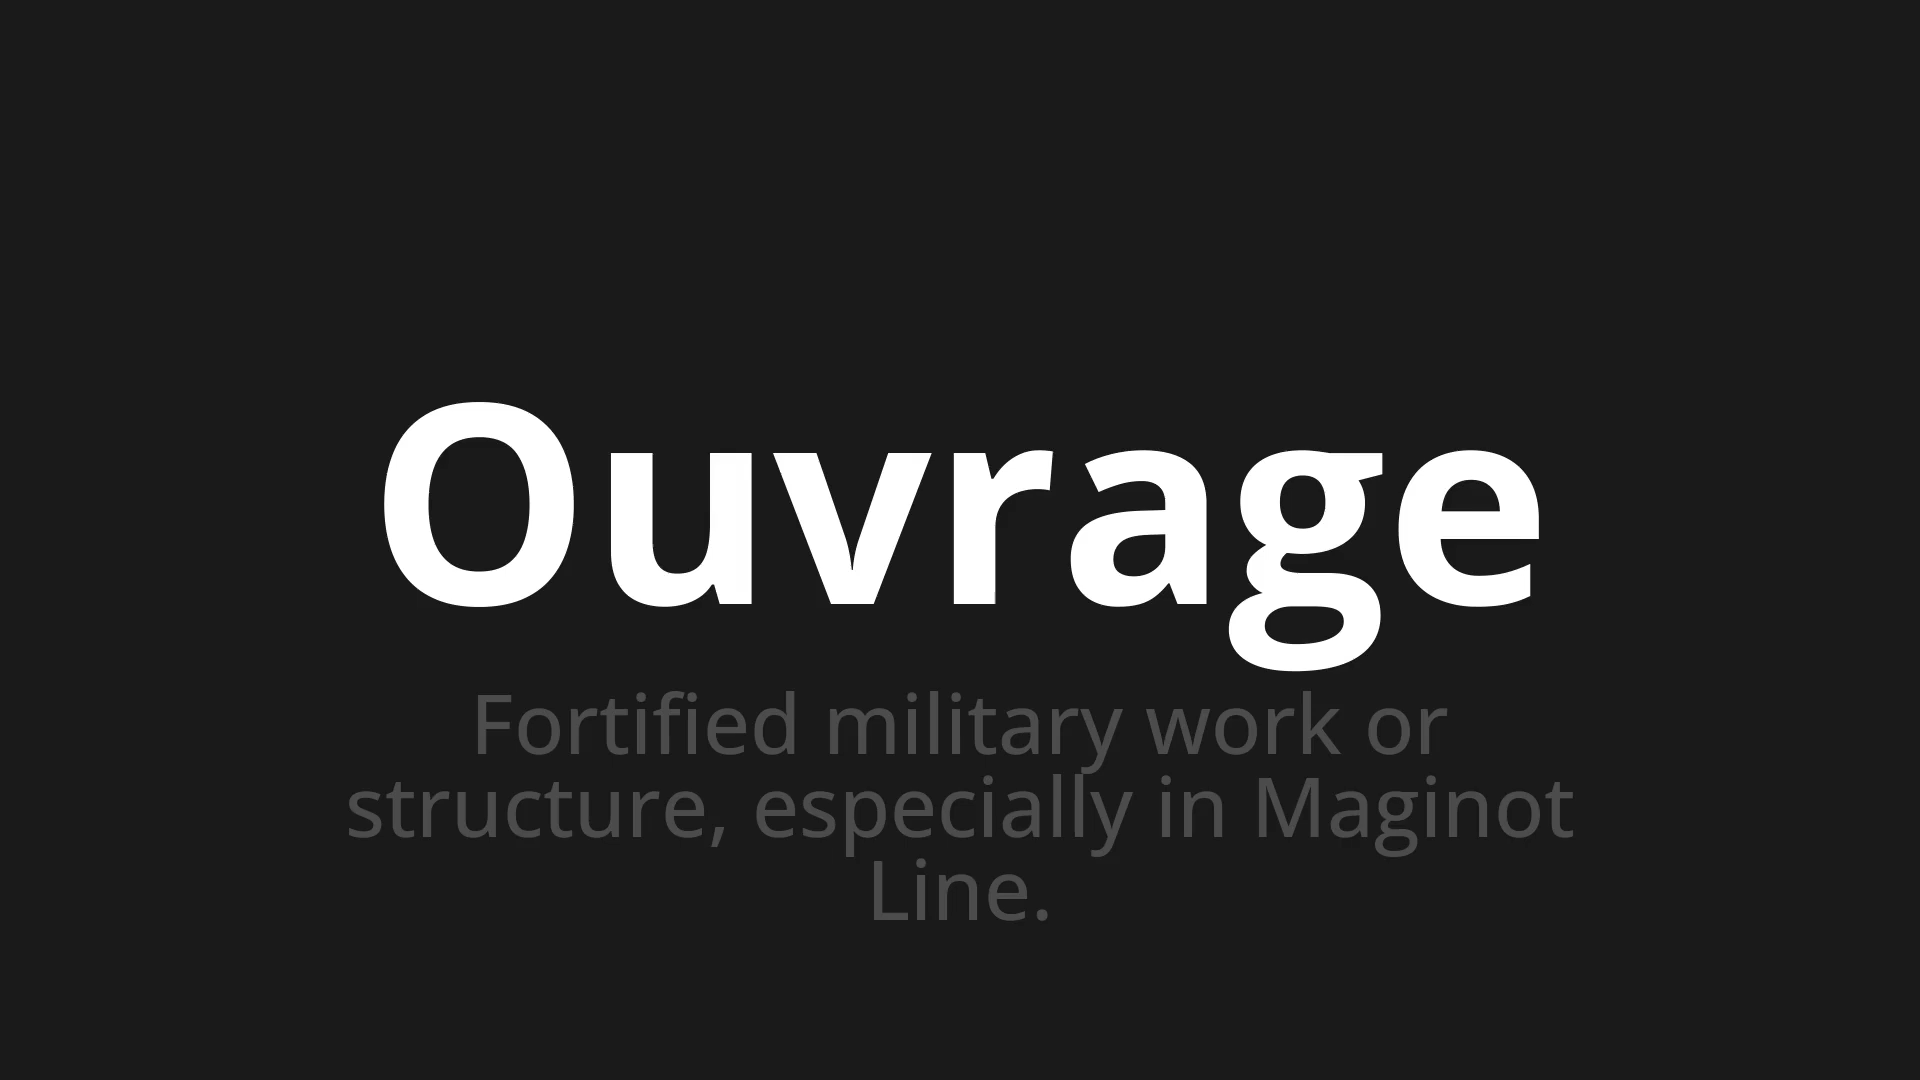 Ouvrage
Fortified military work or
structure, especially in Maginot
Line.